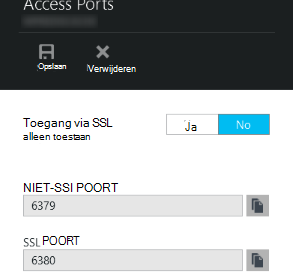 Access Ports
Opslaan
Verwijderen
Toegang via SSL
alleen toestaan
Ja
No
NIET-SSI POORT
6379
SSL POORT
6380